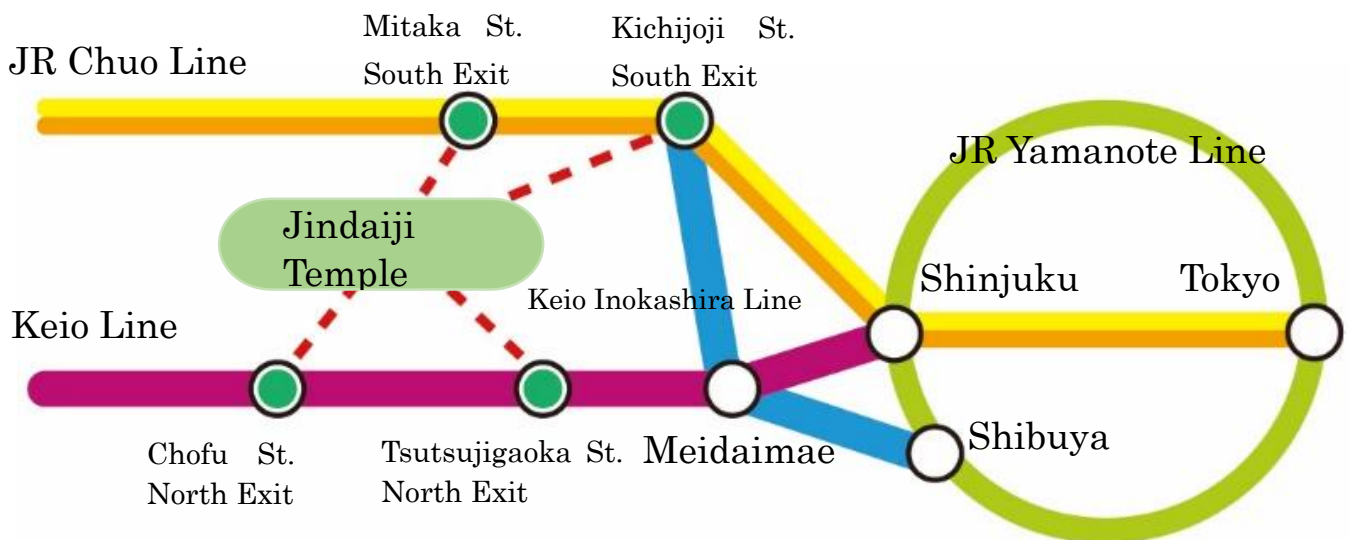 Mitaka St.
South Exit
Kichijoji St.
South Exit
JR Chuo Line
JR Yamanote Line
Jindaiji
Temple
Shinjuku
Tokyo
Keio Inokashira Line
Keio Line
Chofu St.
North Exit
Tsutsujigaoka St.
North Exit
Meidaimae
Shibuya